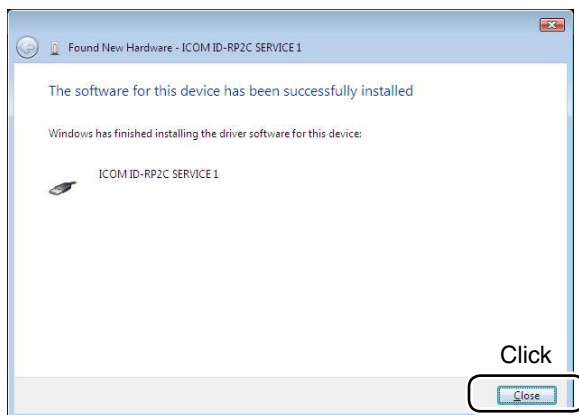 Found New Hardware - ICOM ID-RP2C SERVICE 1
The software for this device has been successfully installed
Windows has finished installing the driver software for this device:
ICOM ID-RP2C SERVICE 1
Click
Close